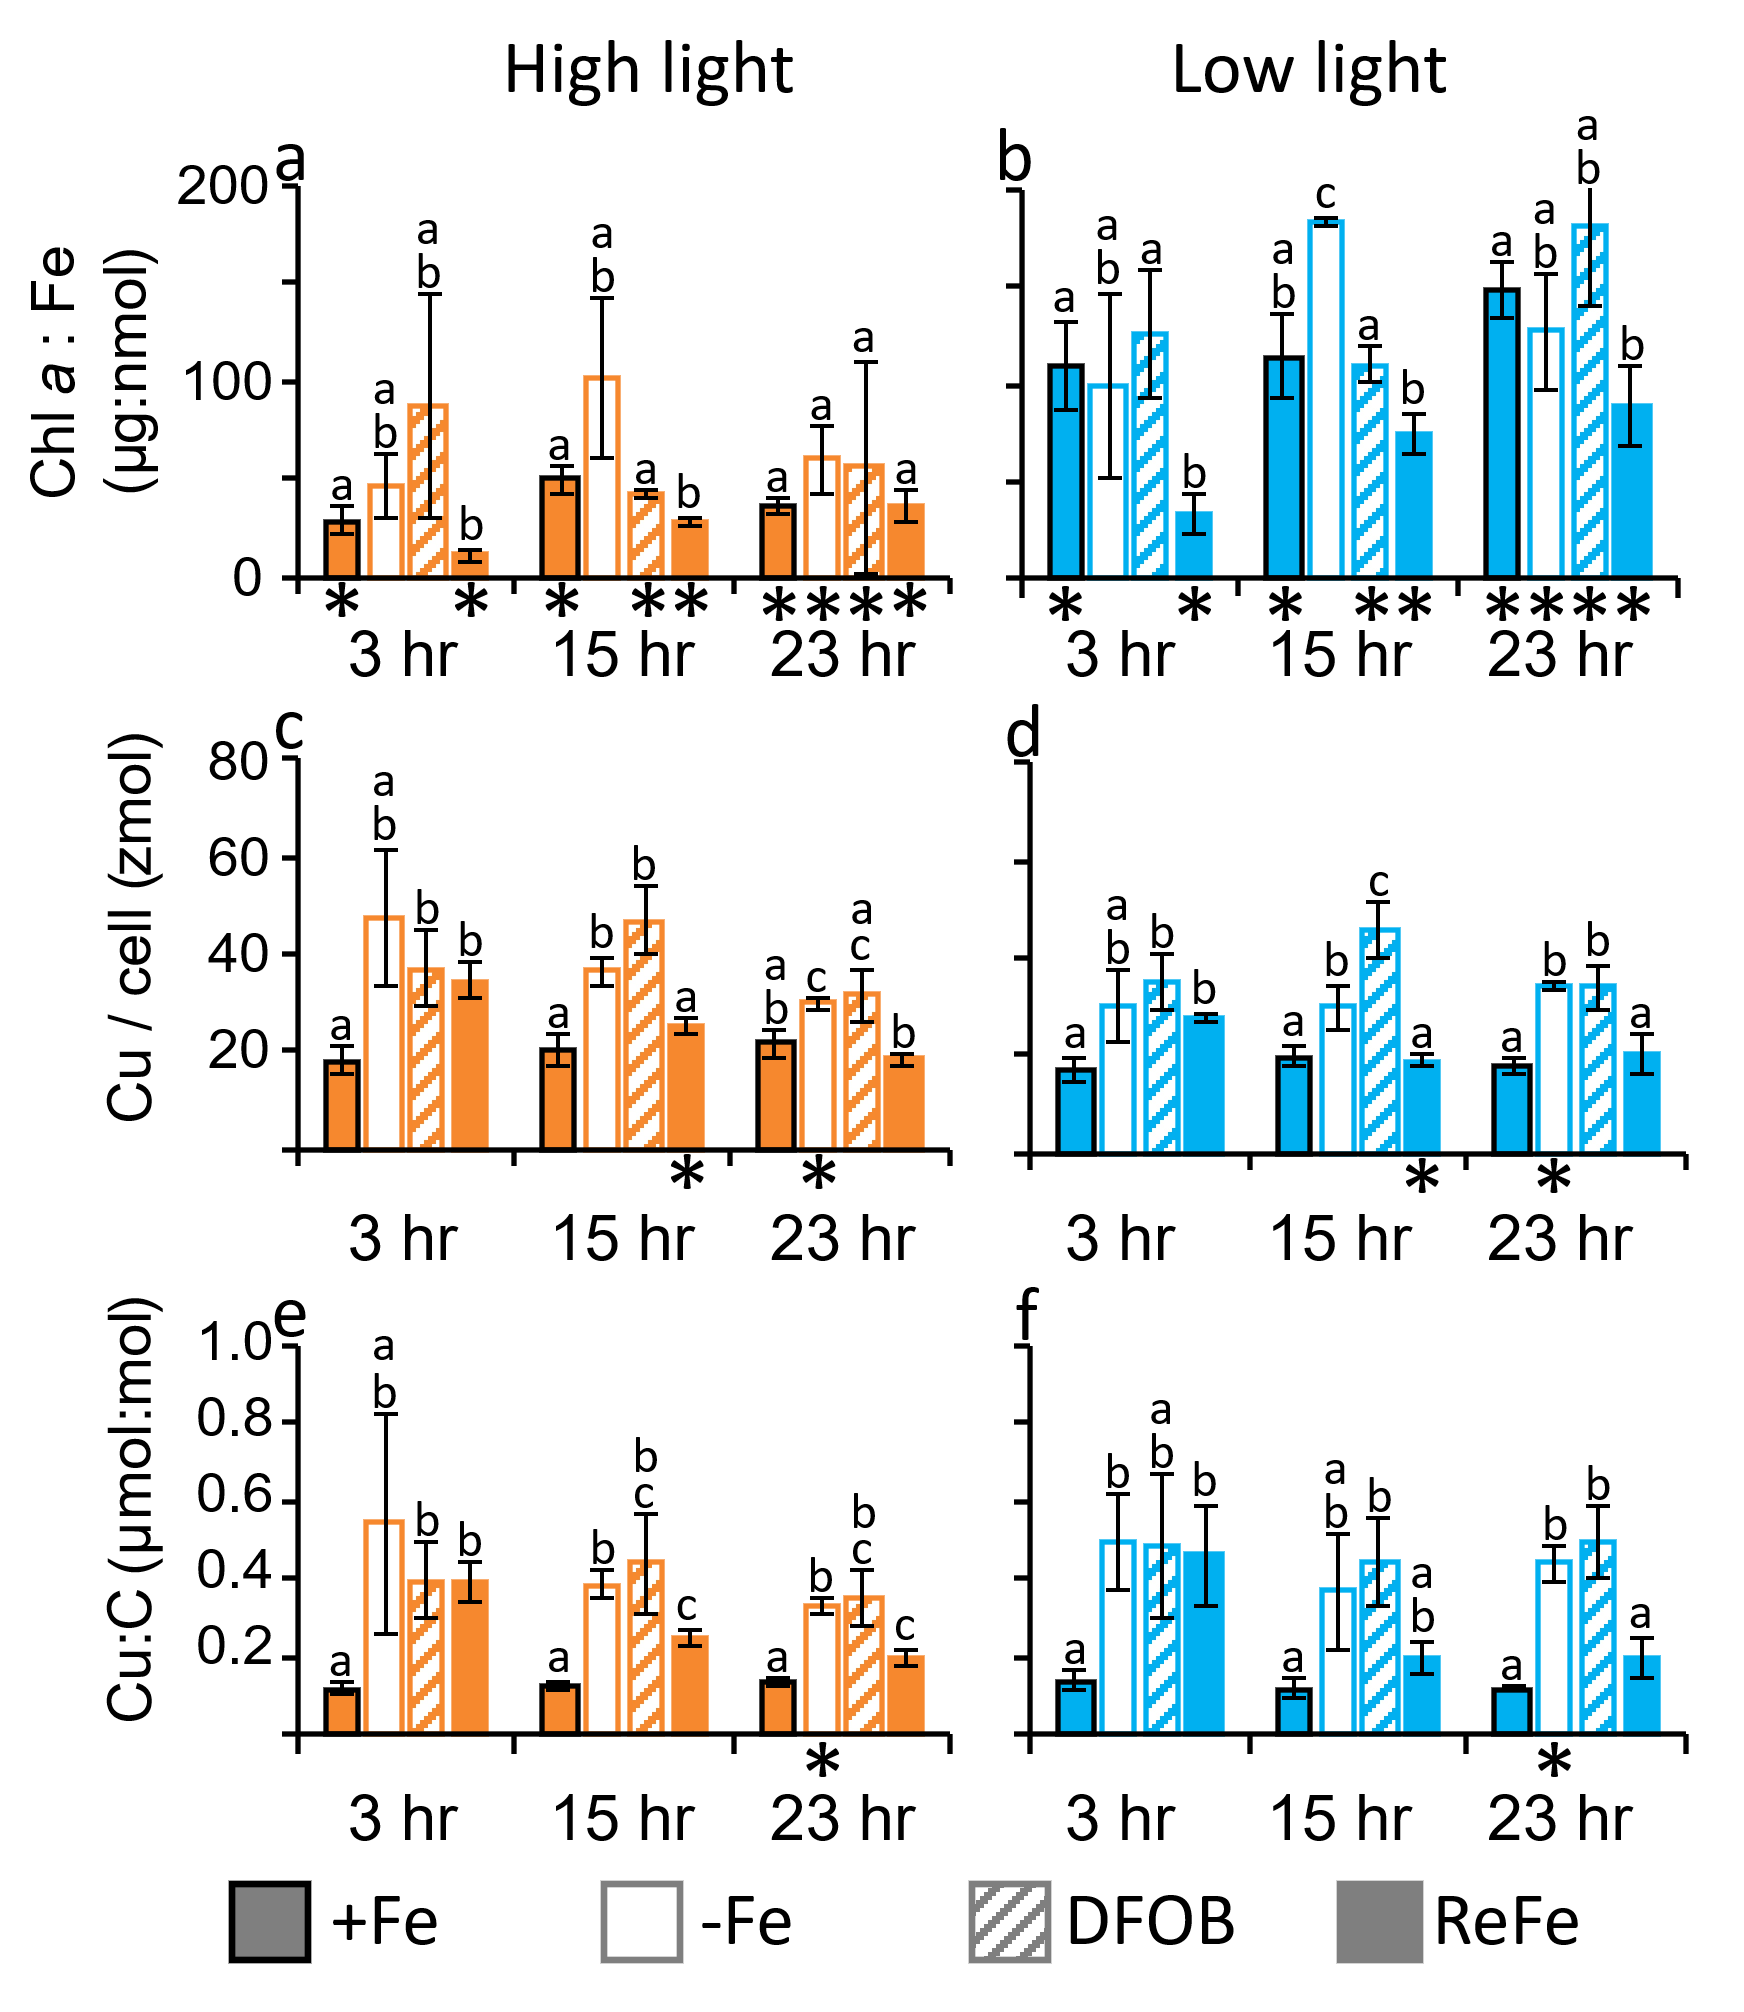 High light Low light
a b
200
100
0
Chl a : Fe
(µg:nmol)
a a b a b b
a a b a b
a a a a
a a b a b
a b c a b
a a b a b b
* * * * * * * * *
* * * * * * * * *
3 hr 15 hr 23 hr 3 hr 15 hr 23 hr
c d
80
60
40
20
Cu / cell (zmol)
a a b b b
b b a
a
a b c a c b
a a b b b
a b c a
a b b a
* * * *
3 hr 15 hr 23 hr 3 hr 15 hr 23 hr
e f
1.0
0.8
0.6
0.4
0.2
Cu:C (µmol:mol)
a a b b b
a b b c c
a b b c c
a b a b b
a a b b a b
a b b a
* *
3 hr 15 hr 23 hr 3 hr 15 hr 23 hr
+Fe -Fe DFOB ReFe